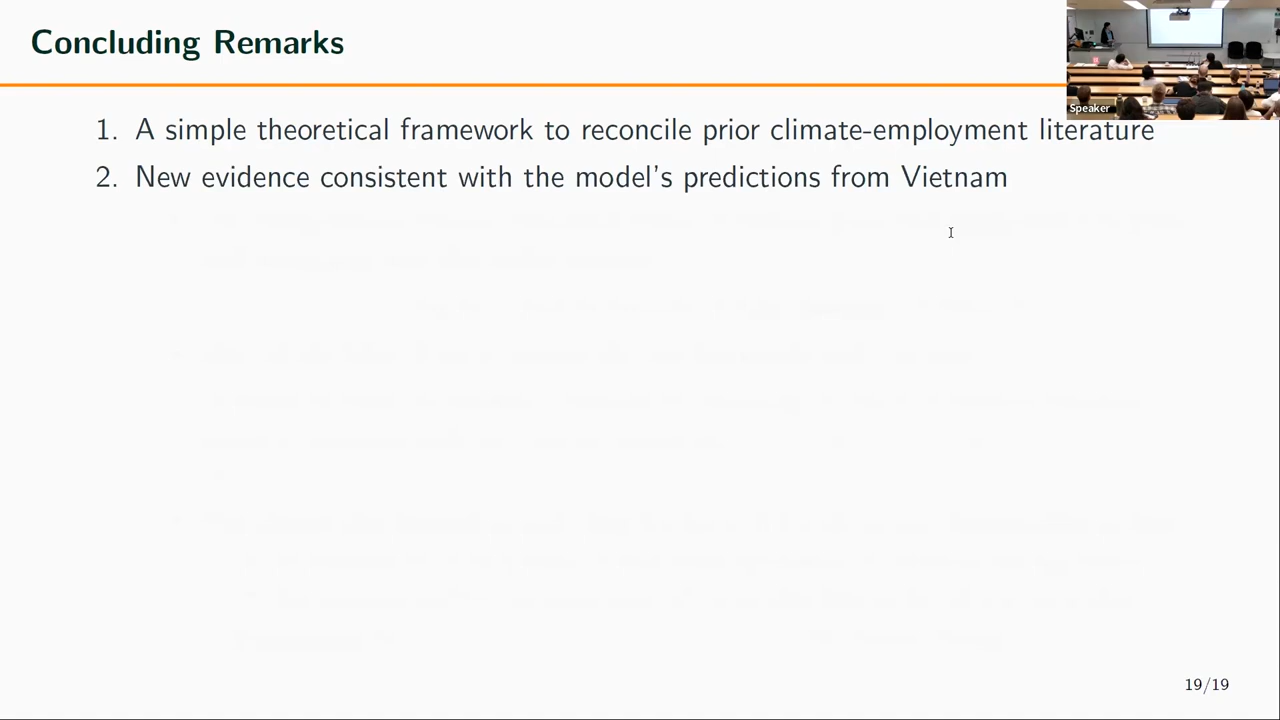 Concluding Remarks
Speaker
1. A simple theoretical framework to reconcile prior climate-employment literature
2. New evidence consistent with the model's predictions from Vietnam
19/19